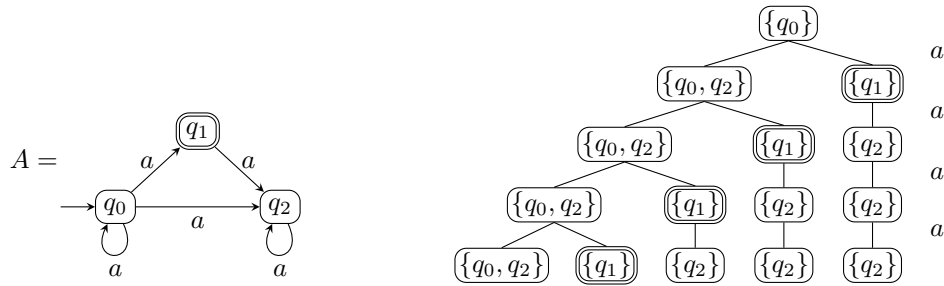 A =
q₁
a a
q₀ a q₂
a a
{q₀}
a
{q₀, q₂} {q₁}
a
{q₀, q₂} {q₁} {q₂}
a
{q₀, q₂} {q₁} {q₂} {q₂}
a
{q₀, q₂} {q₁} {q₂} {q₂} {q₂}